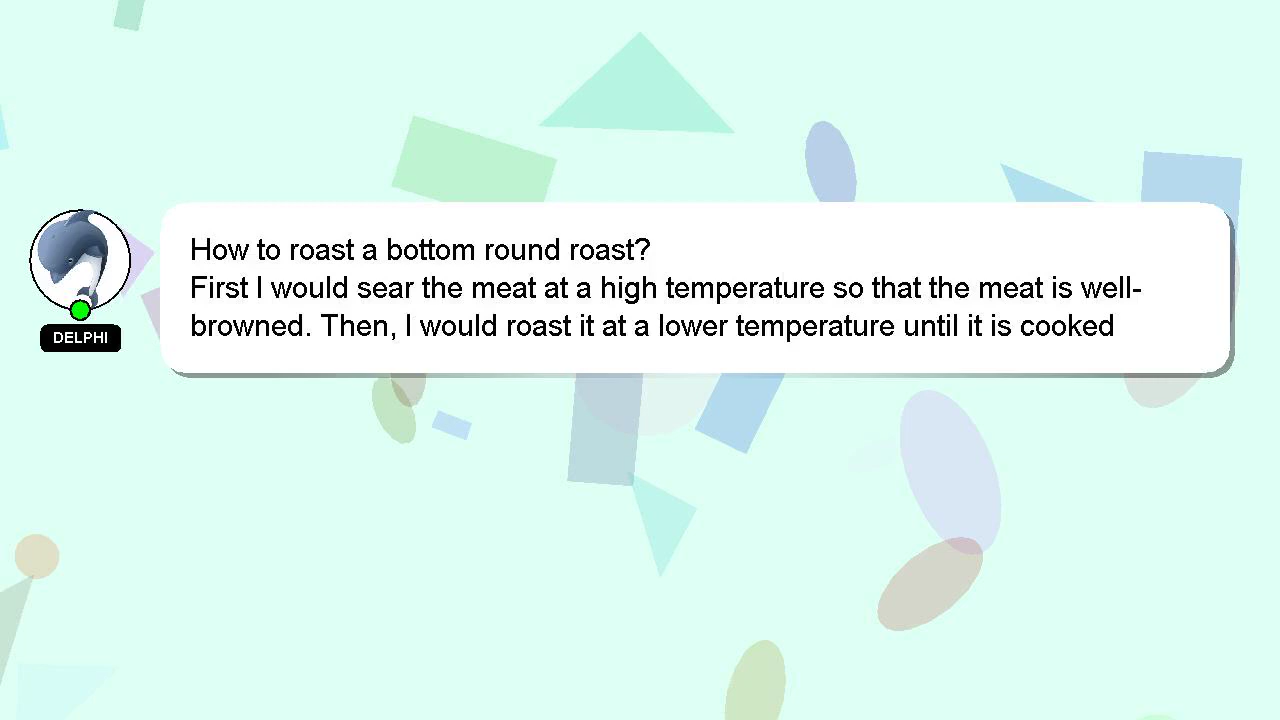 How to roast a bottom round roast?
First I would sear the meat at a high temperature so that the meat is well-
browned. Then, I would roast it at a lower temperature until it is cooked
DELPHI